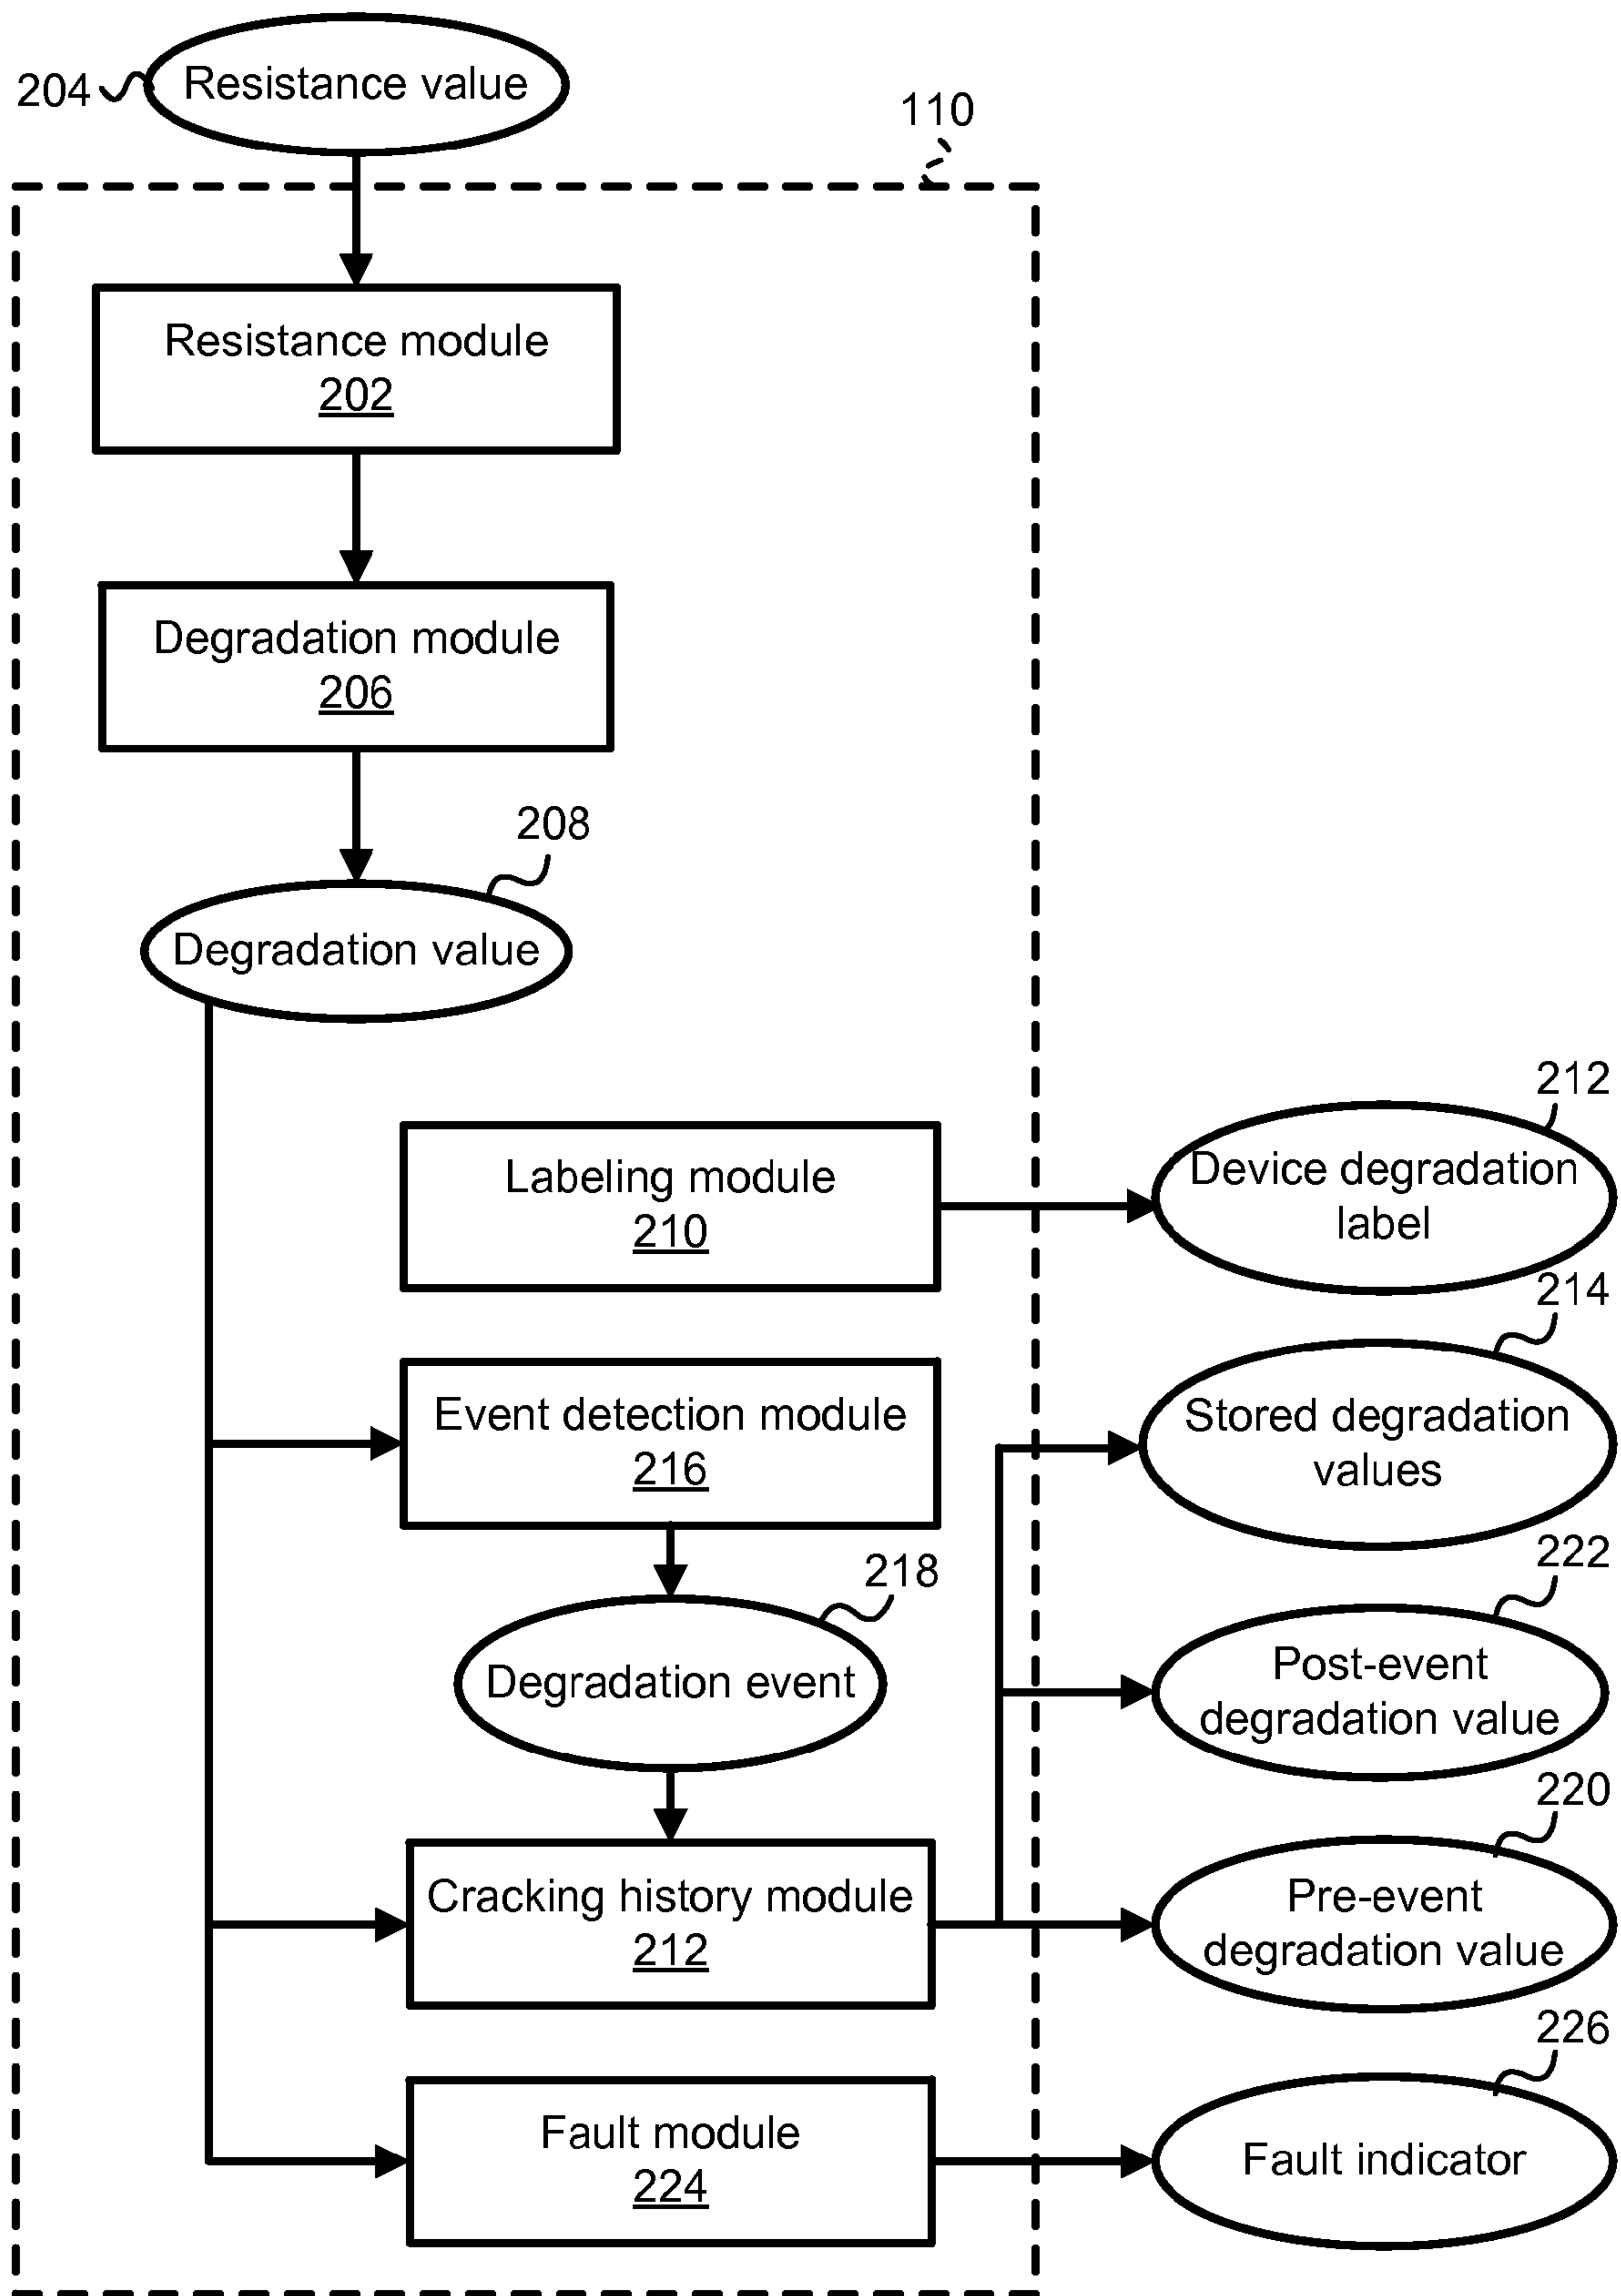 204
Resistance value
110
Resistance module
202
Degradation module
206
208
Degradation value
212
Labeling module
210
Device degradation
label
214
Event detection module
216
Stored degradation
values
218
222
Degradation event
Post-event
degradation value
220
Cracking history module
212
Pre-event
degradation value
226
Fault module
224
Fault indicator